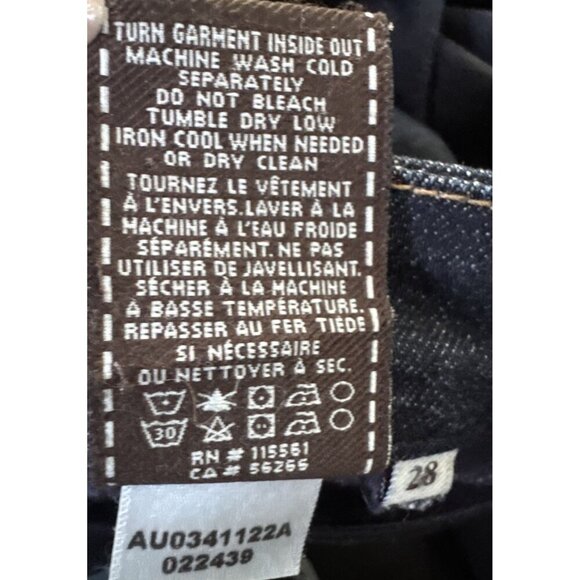 TURN GARMENT INSIDE OUT
MACHINE WASH COLD
SEPARATELY
DO NOT BLEACH
TUMBLE DRY LOW
IRON COOL WHEN NEEDED
OR DRY CLEAN
TOURNEZ LE VÊTEMENT
À L'ENVERS.LAVER À LA
MACHINE À L'EAU FROIDE
SÉPARÉMENT. NE PAS
UTILISER DE JAVELLISANT.
SÉCHER À LA MACHINE
À BASSE TEMPÉRATURE.
REPASSER AU FER TIÈDE
SI NÉCESSAIRE
OU NETTOYER À SEC.
30
RN # 115561
CA # 56266
28
AU0341122A
022439